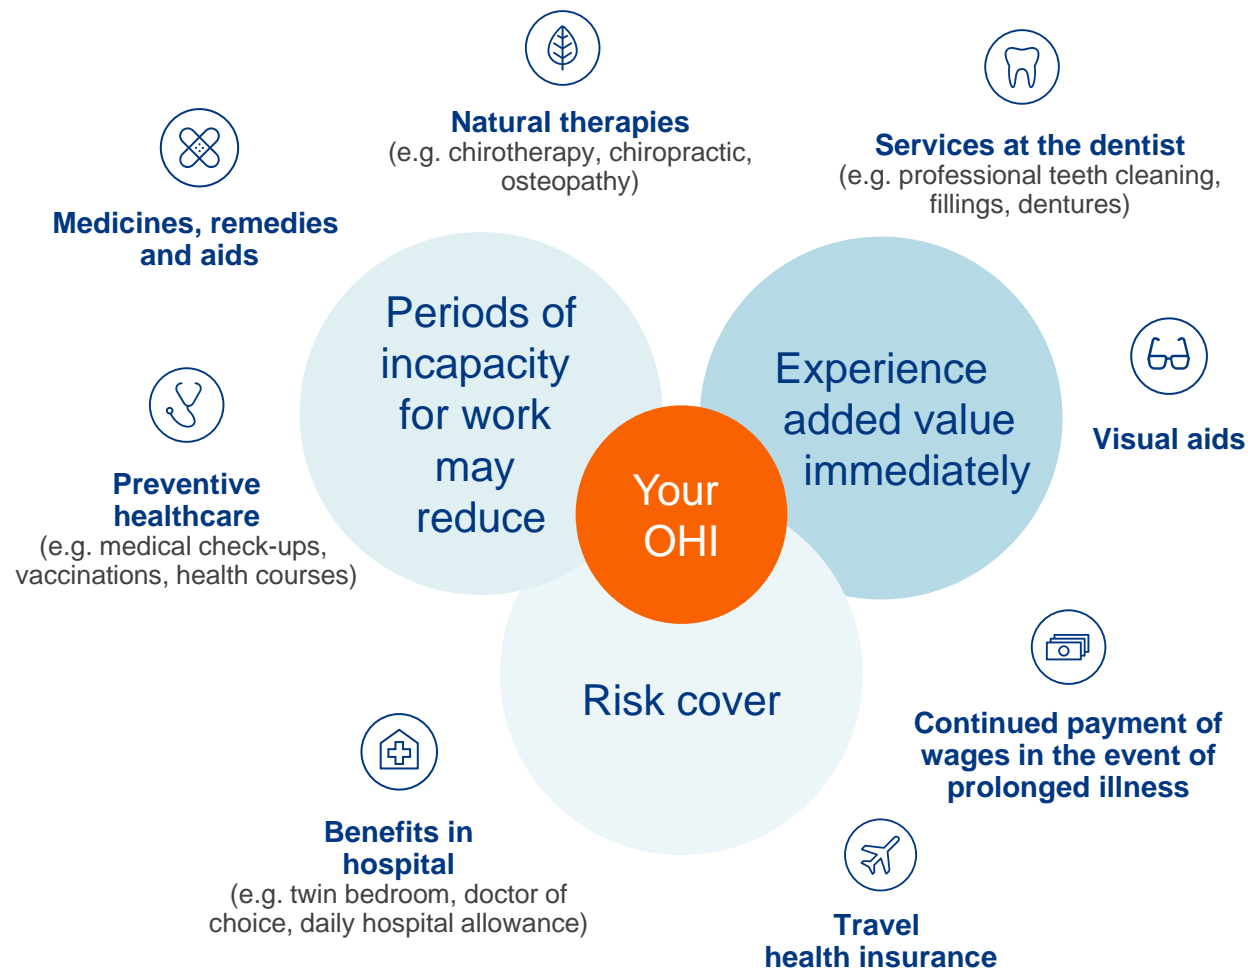 Natural therapies
(e.g. chirotherapy, chiropractic,
osteopathy)
Services at the dentist
(e.g. professional teeth cleaning,
fillings, dentures)
Medicines, remedies
and aids
Periods of
incapacity
for work
may
reduce
Experience
added value
immediately
Visual aids
Preventive
healthcare
(e.g. medical check-ups,
vaccinations, health courses)
Your
OHI
Risk cover
Continued payment of
wages in the event of
prolonged illness
Benefits in
hospital
(e.g. twin bedroom, doctor of
choice, daily hospital allowance)
Travel
health insurance